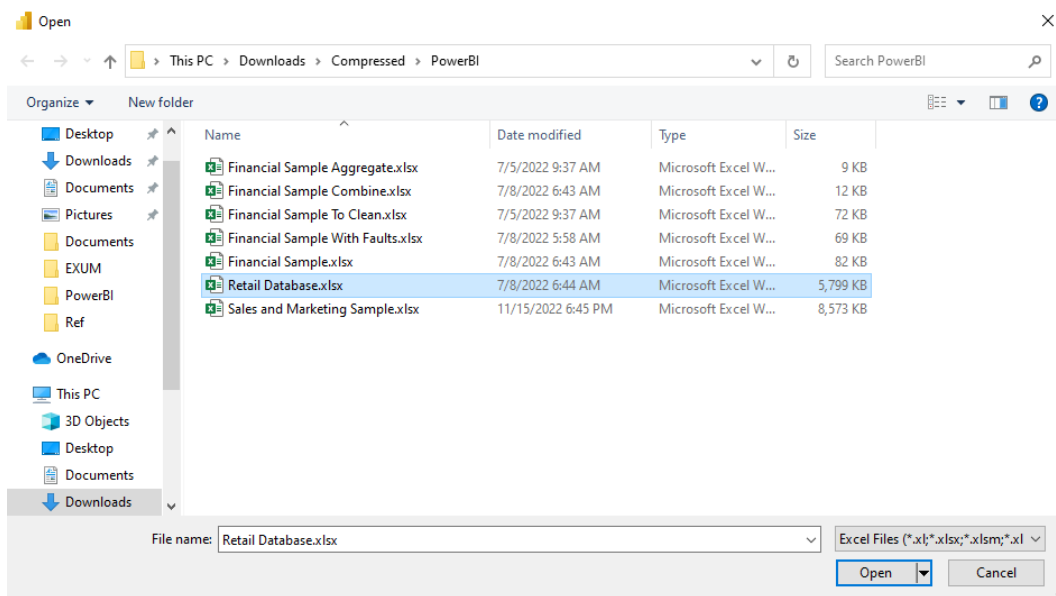 Open
This PC > Downloads > Compressed > PowerBI
Search PowerBI
Organize
New folder
Desktop
Downloads
Documents
Pictures
Documents
EXUM
PowerBI
Ref
OneDrive
This PC
3D Objects
Desktop
Documents
Downloads
Name Date modified Type Size
Financial Sample Aggregate.xlsx 7/5/2022 9:37 AM Microsoft Excel W... 9 KB
Financial Sample Combine.xlsx 7/8/2022 6:43 AM Microsoft Excel W... 12 KB
Financial Sample To Clean.xlsx 7/5/2022 9:37 AM Microsoft Excel W... 72 KB
Financial Sample With Faults.xlsx 7/8/2022 5:58 AM Microsoft Excel W... 69 KB
Financial Sample.xlsx 7/8/2022 6:43 AM Microsoft Excel W... 82 KB
Retail Database.xlsx 7/8/2022 6:44 AM Microsoft Excel W... 5,799 KB
Sales and Marketing Sample.xlsx 11/15/2022 6:45 PM Microsoft Excel W... 8,573 KB
File name: Retail Database.xlsx
Excel Files (*.xl;*.xlsx;*.xlsm;*.xl
Open
Cancel